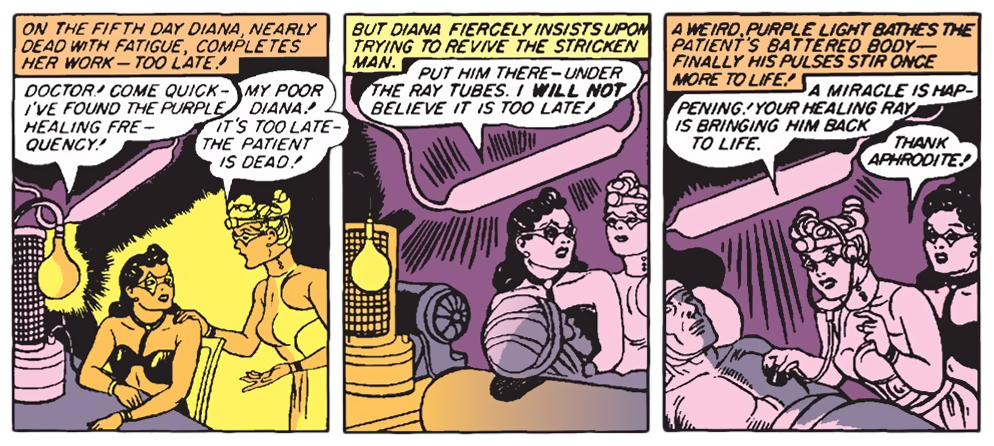 ON THE FIFTH DAY DIANA, NEARLY
DEAD WITH FATIGUE, COMPLETES
HER WORK — TOO LATE!
DOCTOR! COME QUICK-
I'VE FOUND THE PURPLE
HEALING FRE-
QUENCY!
MY POOR
DIANA!
IT'S TOO LATE-
THE PATIENT
IS DEAD!
BUT DIANA FIERCELY INSISTS UPON
TRYING TO REVIVE THE STRICKEN
MAN.
PUT HIM THERE—UNDER
THE RAY TUBES. I WILL NOT
BELIEVE IT IS TOO LATE!
A WEIRD, PURPLE LIGHT BATHES THE
PATIENT'S BATTERED BODY —
FINALLY HIS PULSES STIR ONCE
MORE TO LIFE!
A MIRACLE IS HAP-
PENING! YOUR HEALING RAY
IS BRINGING HIM BACK
TO LIFE.
THANK
APHRODITE!